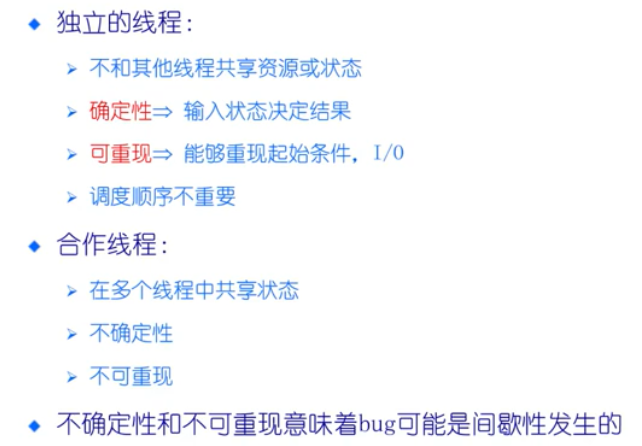 独立的线程：
不和其他线程共享资源或状态
确定性⇒ 输入状态决定结果
可重现⇒ 能够重现起始条件，I/O
调度顺序不重要
合作线程：
在多个线程中共享状态
不确定性
不可重现
不确定性和不可重现意味着bug可能是间歇性发生的